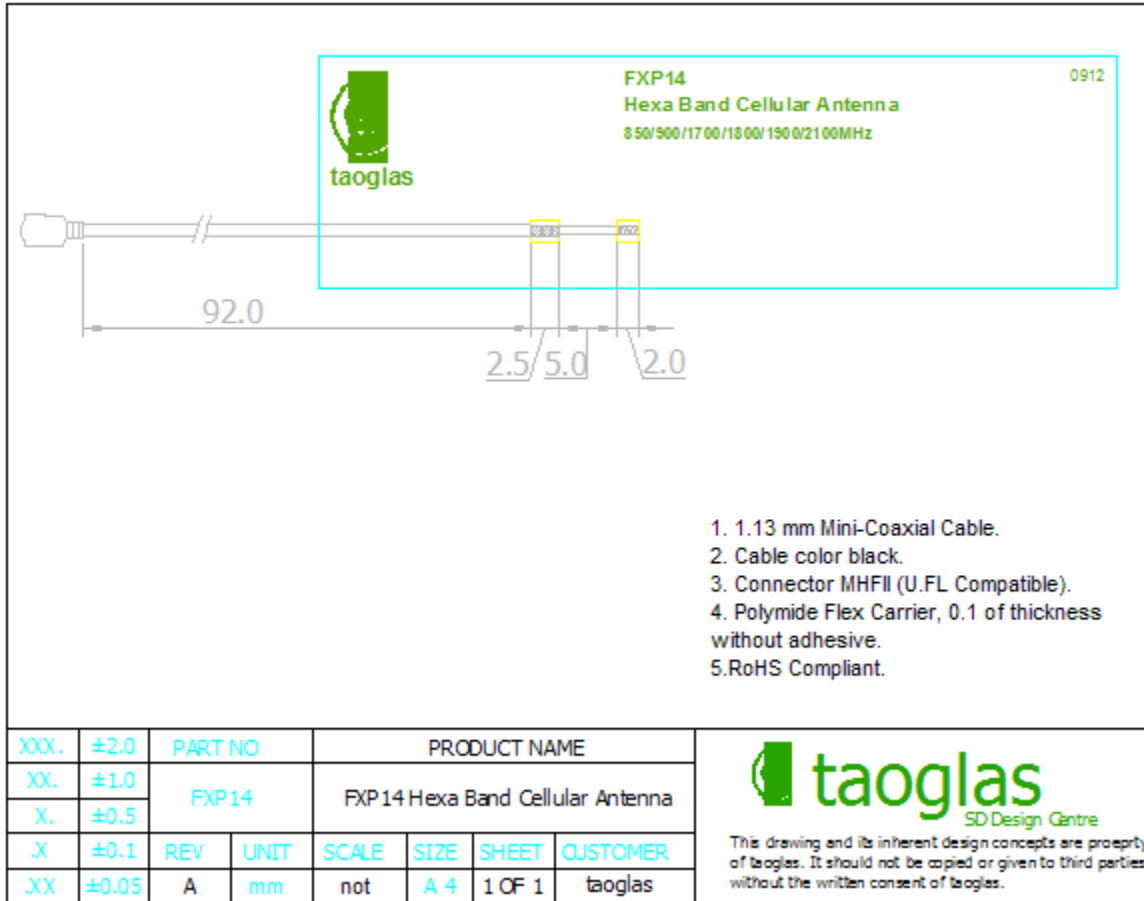 FXP14
0912
Hexa Band Cellular Antenna
850/900/1700/1800/1900/2100MHz
taoglas
92.0
2.5
5.0
2.0
1. 1.13 mm Mini-Coaxial Cable.
2. Cable color black.
3. Connector MHFII (U.FL Compatible).
4. Polymide Flex Carrier, 0.1 of thickness
without adhesive.
5.RoHS Compliant.
XXX. ±2.0 PART NO PRODUCT NAME
XX. ±1.0
FXP14 FXP14 Hexa Band Cellular Antenna
X. ±0.5
.X ±0.1 REV UNIT SCALE SIZE SHEET CUSTOMER
.XX ±0.05 A mm not A 4 1 OF 1 taoglas
taoglas
SD Design Centre
This drawing and its inherent design concepts are proeprty
of taoglas. It should not be copied or given to third parties
without the written consent of taoglas.